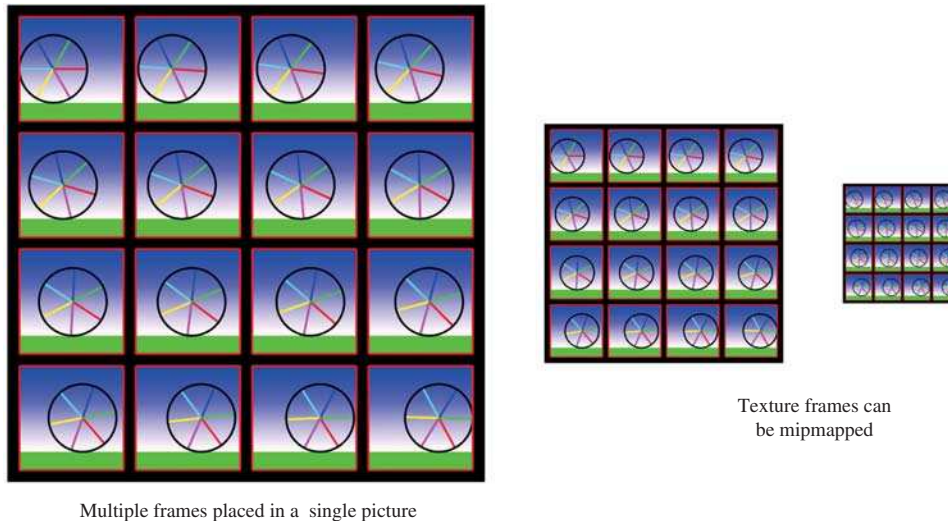 Texture frames can
be mipmapped
Multiple frames placed in a single picture